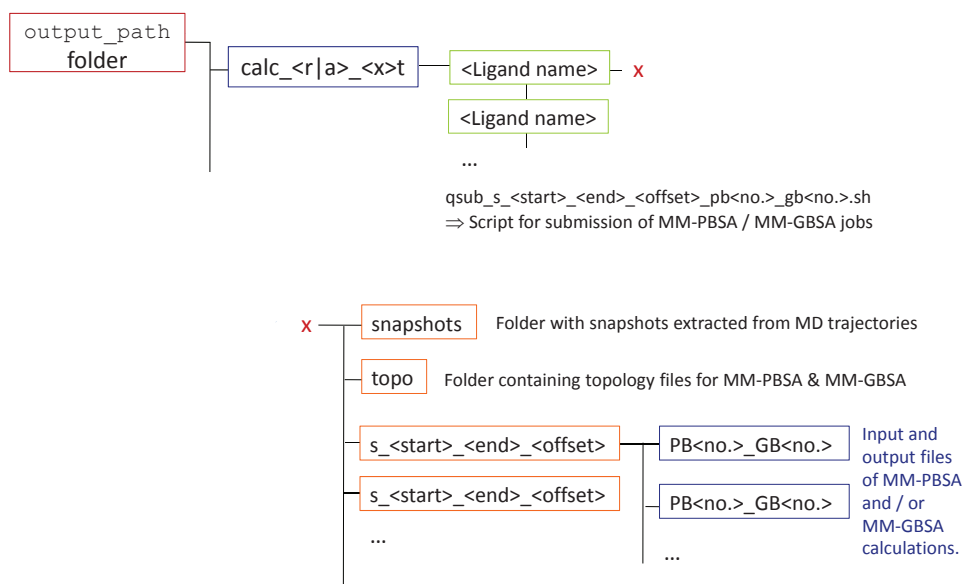 output_path
folder
calc_<r|a>_<x>t
<Ligand name>
x
<Ligand name>
...
qsub_s_<start>_<end>_<offset>_pb<no.>_gb<no.>.sh
⇒ Script for submission of MM-PBSA / MM-GBSA jobs
x
snapshots
Folder with snapshots extracted from MD trajectories
topo
Folder containing topology files for MM-PBSA & MM-GBSA
s_<start>_<end>_<offset>
PB<no.>_GB<no.>
s_<start>_<end>_<offset>
PB<no.>_GB<no.>
...
...
Input and
output files
of MM-PBSA
and / or
MM-GBSA
calculations.